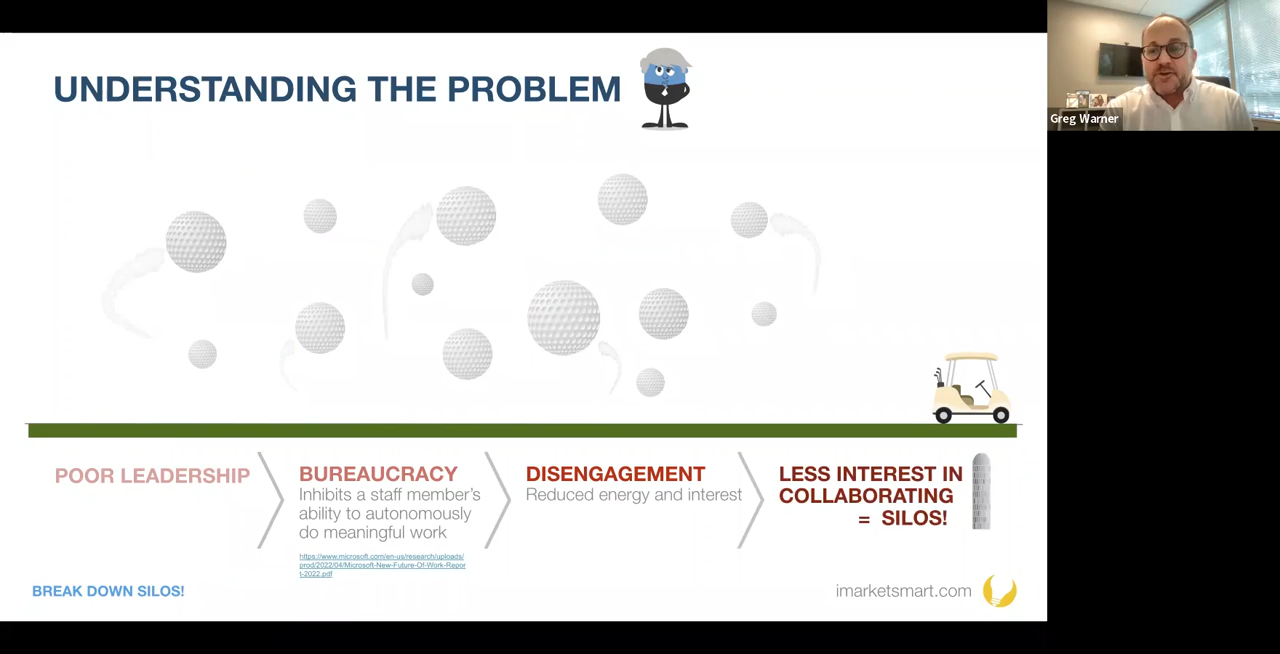 UNDERSTANDING THE PROBLEM
Greg Warner
POOR LEADERSHIP
BUREAUCRACY
Inhibits a staff member's
ability to autonomously
do meaningful work
https://www.microsoft.com/en-us/research/uploads/
prod/2022/04/Microsoft-New-Future-Of-Work-Repor
t-2022.pdf
DISENGAGEMENT
Reduced energy and interest
LESS INTEREST IN
COLLABORATING
= SILOS!
BREAK DOWN SILOS!
imarketsmart.com